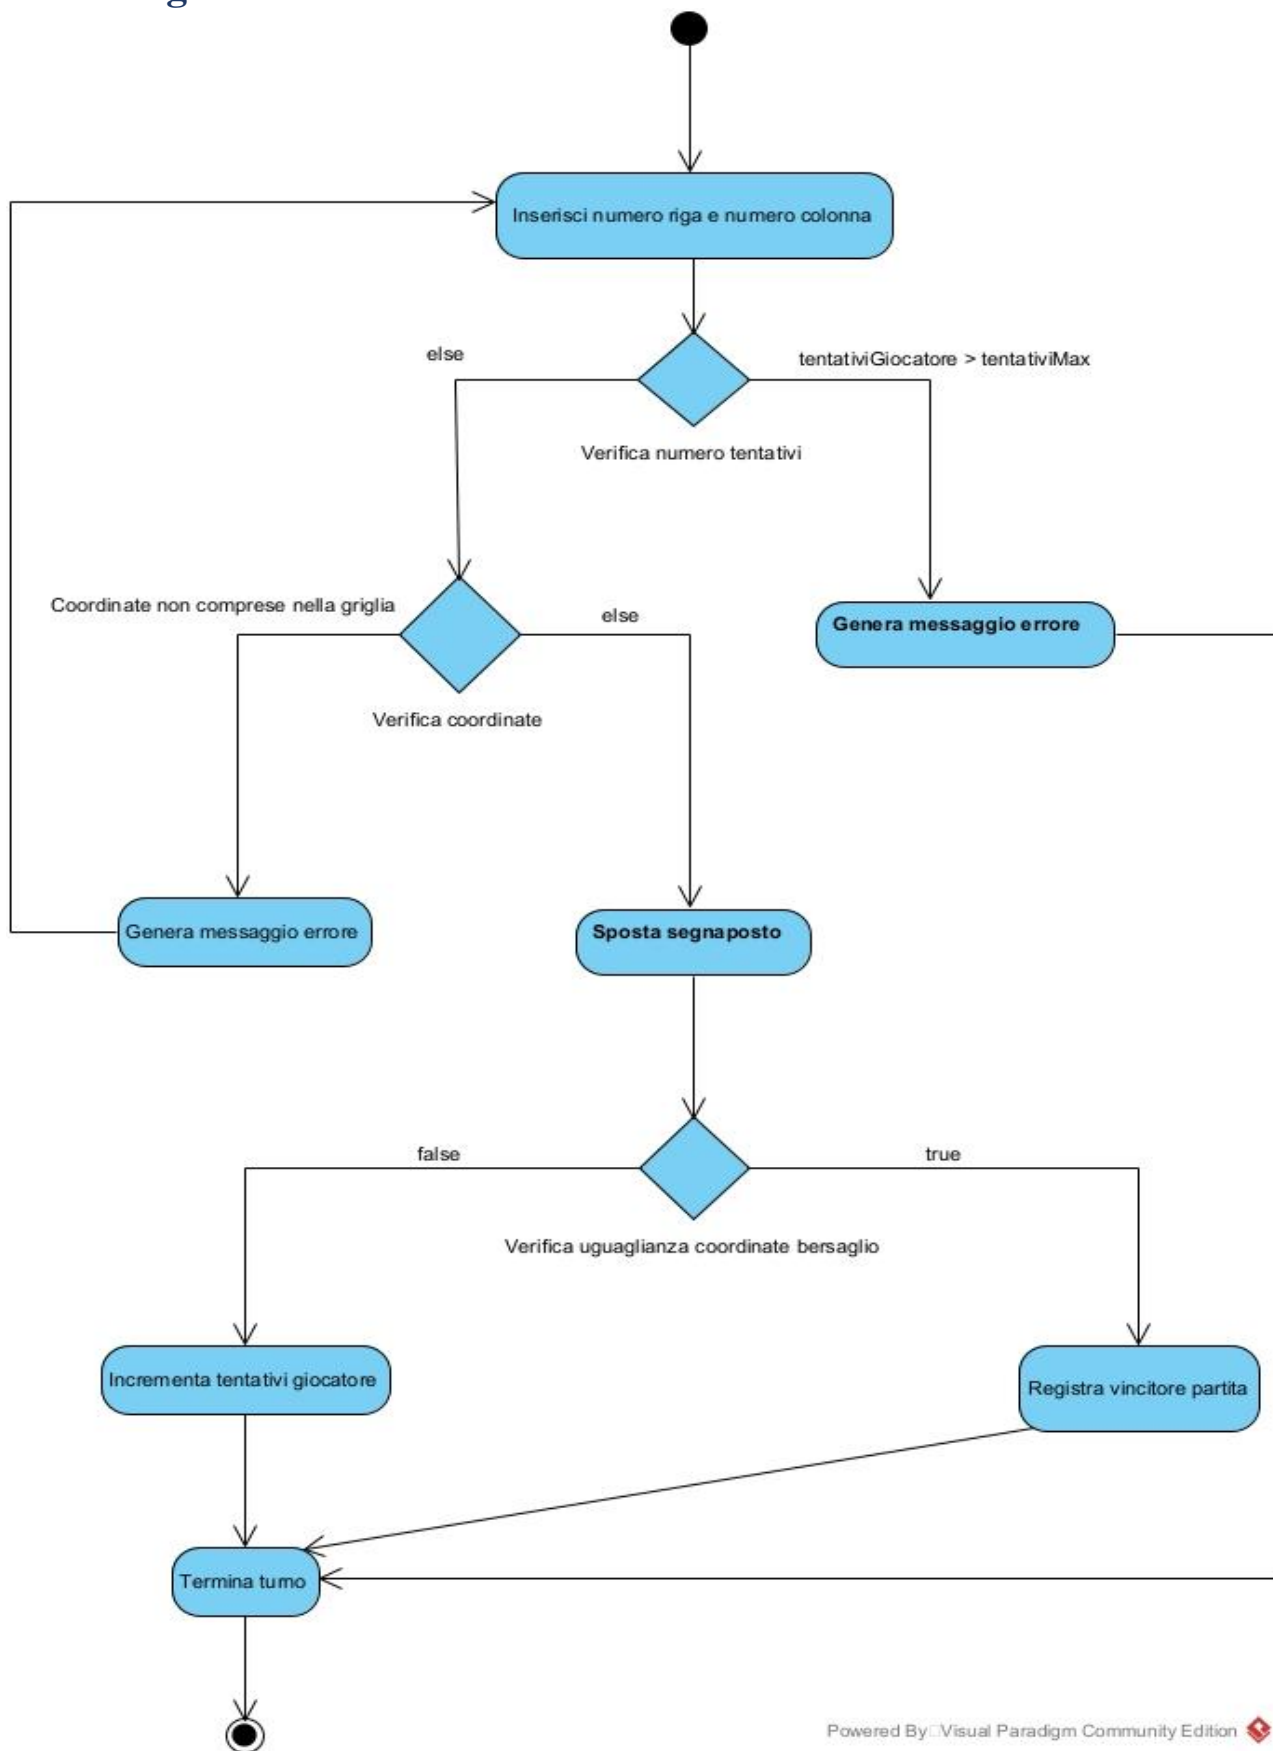 Inserisci numero riga e numero colonna
else
tentativiGiocatore > tentativiMax
Verifica numero tentativi
Coordinate non comprese nella griglia
else
Genera messaggio errore
Verifica coordinate
Genera messaggio errore
Sposta segnaposto
false
true
Verifica uguaglianza coordinate bersaglio
Incrementa tentativi giocatore
Registra vincitore partita
Termina turno
Powered By Visual Paradigm Community Edition